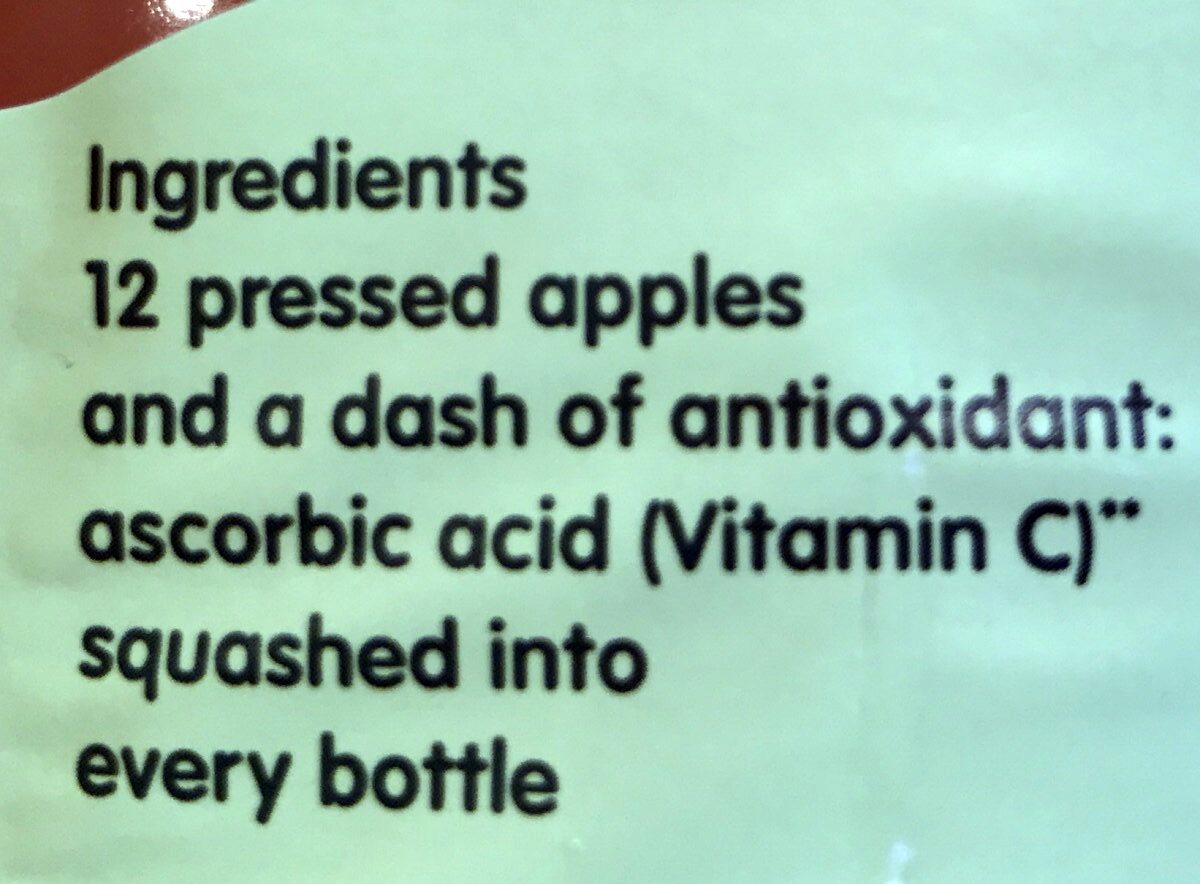 Ingredients
12 pressed apples
and a dash of antioxidant:
ascorbic acid (Vitamin C)**
squashed into
every bottle